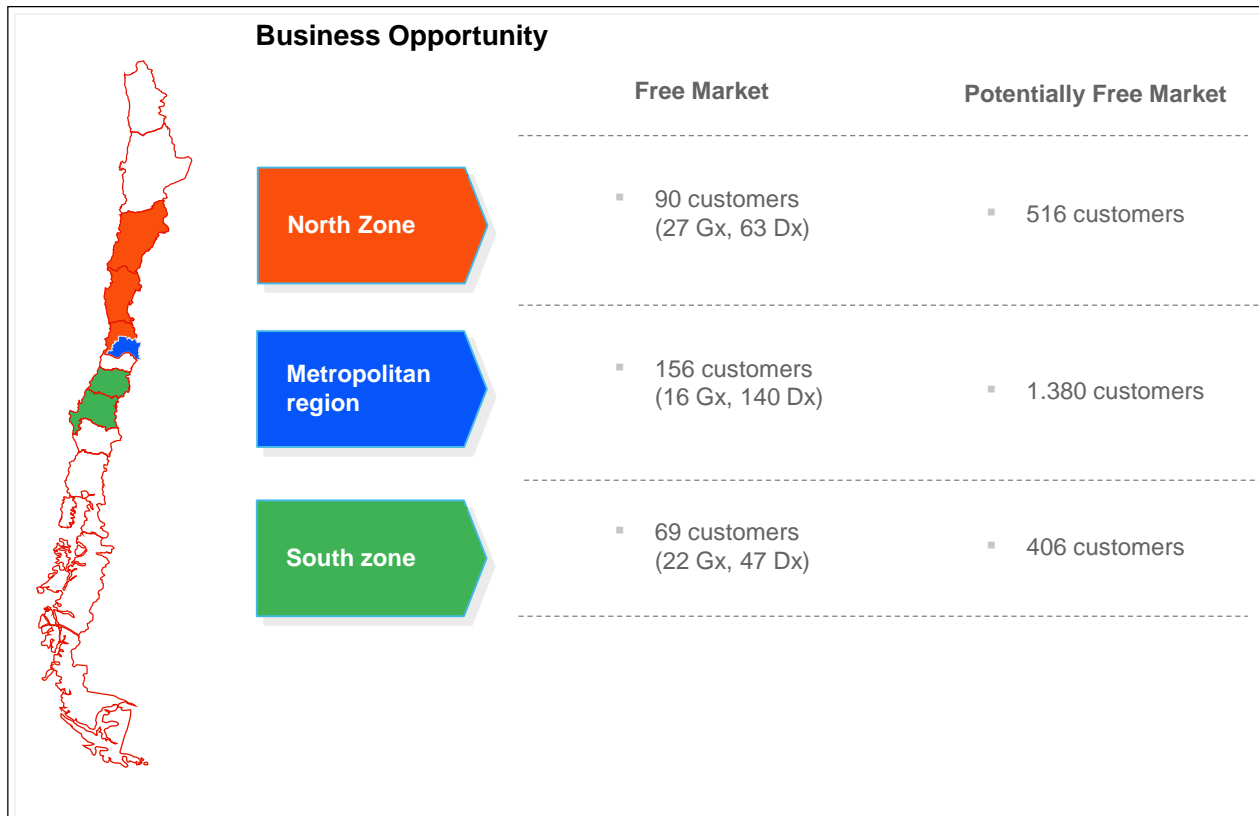 Business Opportunity
Free Market
Potentially Free Market
North Zone
▪ 90 customers
(27 Gx, 63 Dx)
▪ 516 customers
Metropolitan
region
▪ 156 customers
(16 Gx, 140 Dx)
▪ 1.380 customers
South zone
▪ 69 customers
(22 Gx, 47 Dx)
▪ 406 customers